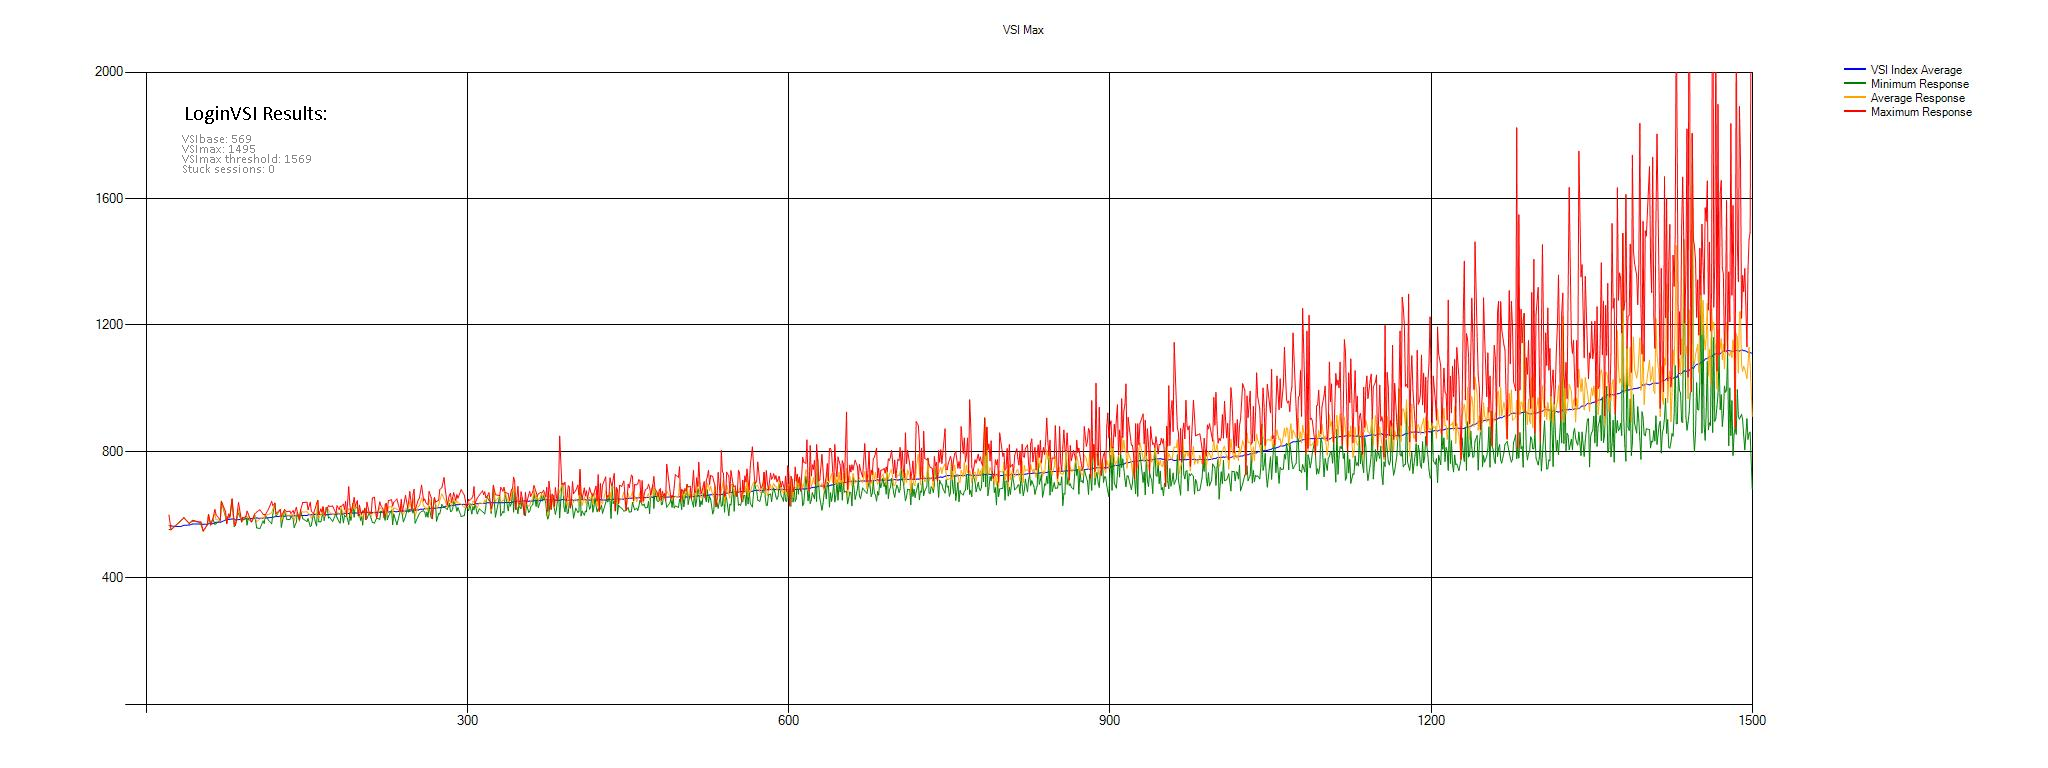 VSI Max
2000
1600
1200
800
400
LoginVSI Results:
VSIbase: 569
VSImax: 1495
VSImax threshold: 1569
Stuck sessions: 0
VSI Index Average
Minimum Response
Average Response
Maximum Response
300 600 900 1200 1500